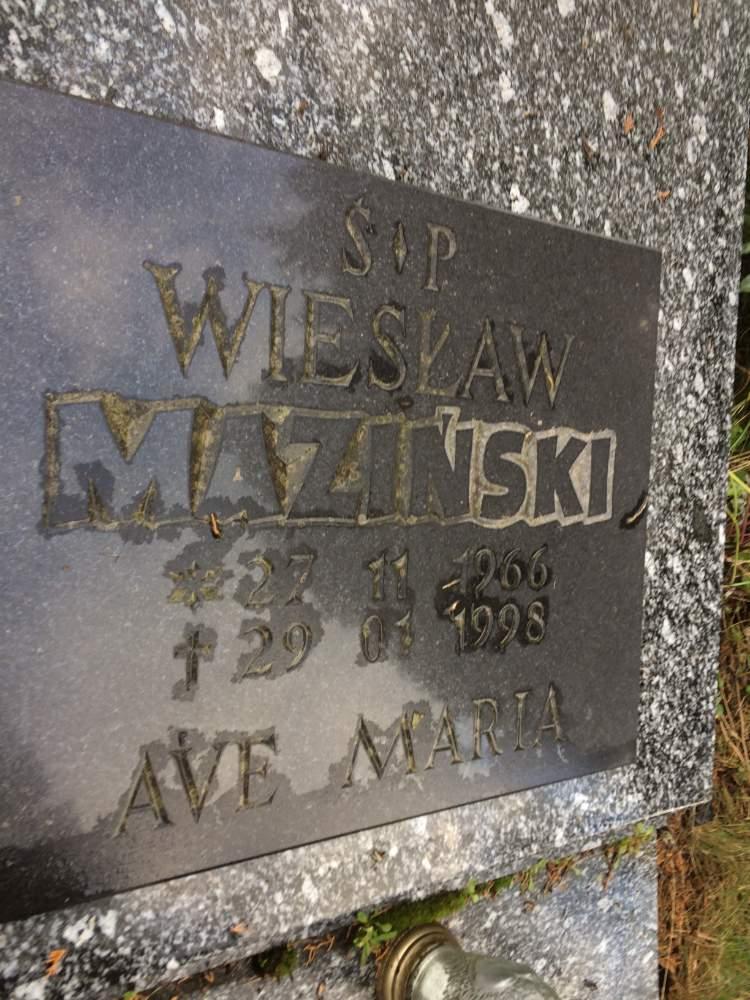 Ś P
WIESŁAW
MAZIŃSKI
* 27 11 1966
† 29 01 1998
AVE MARIA